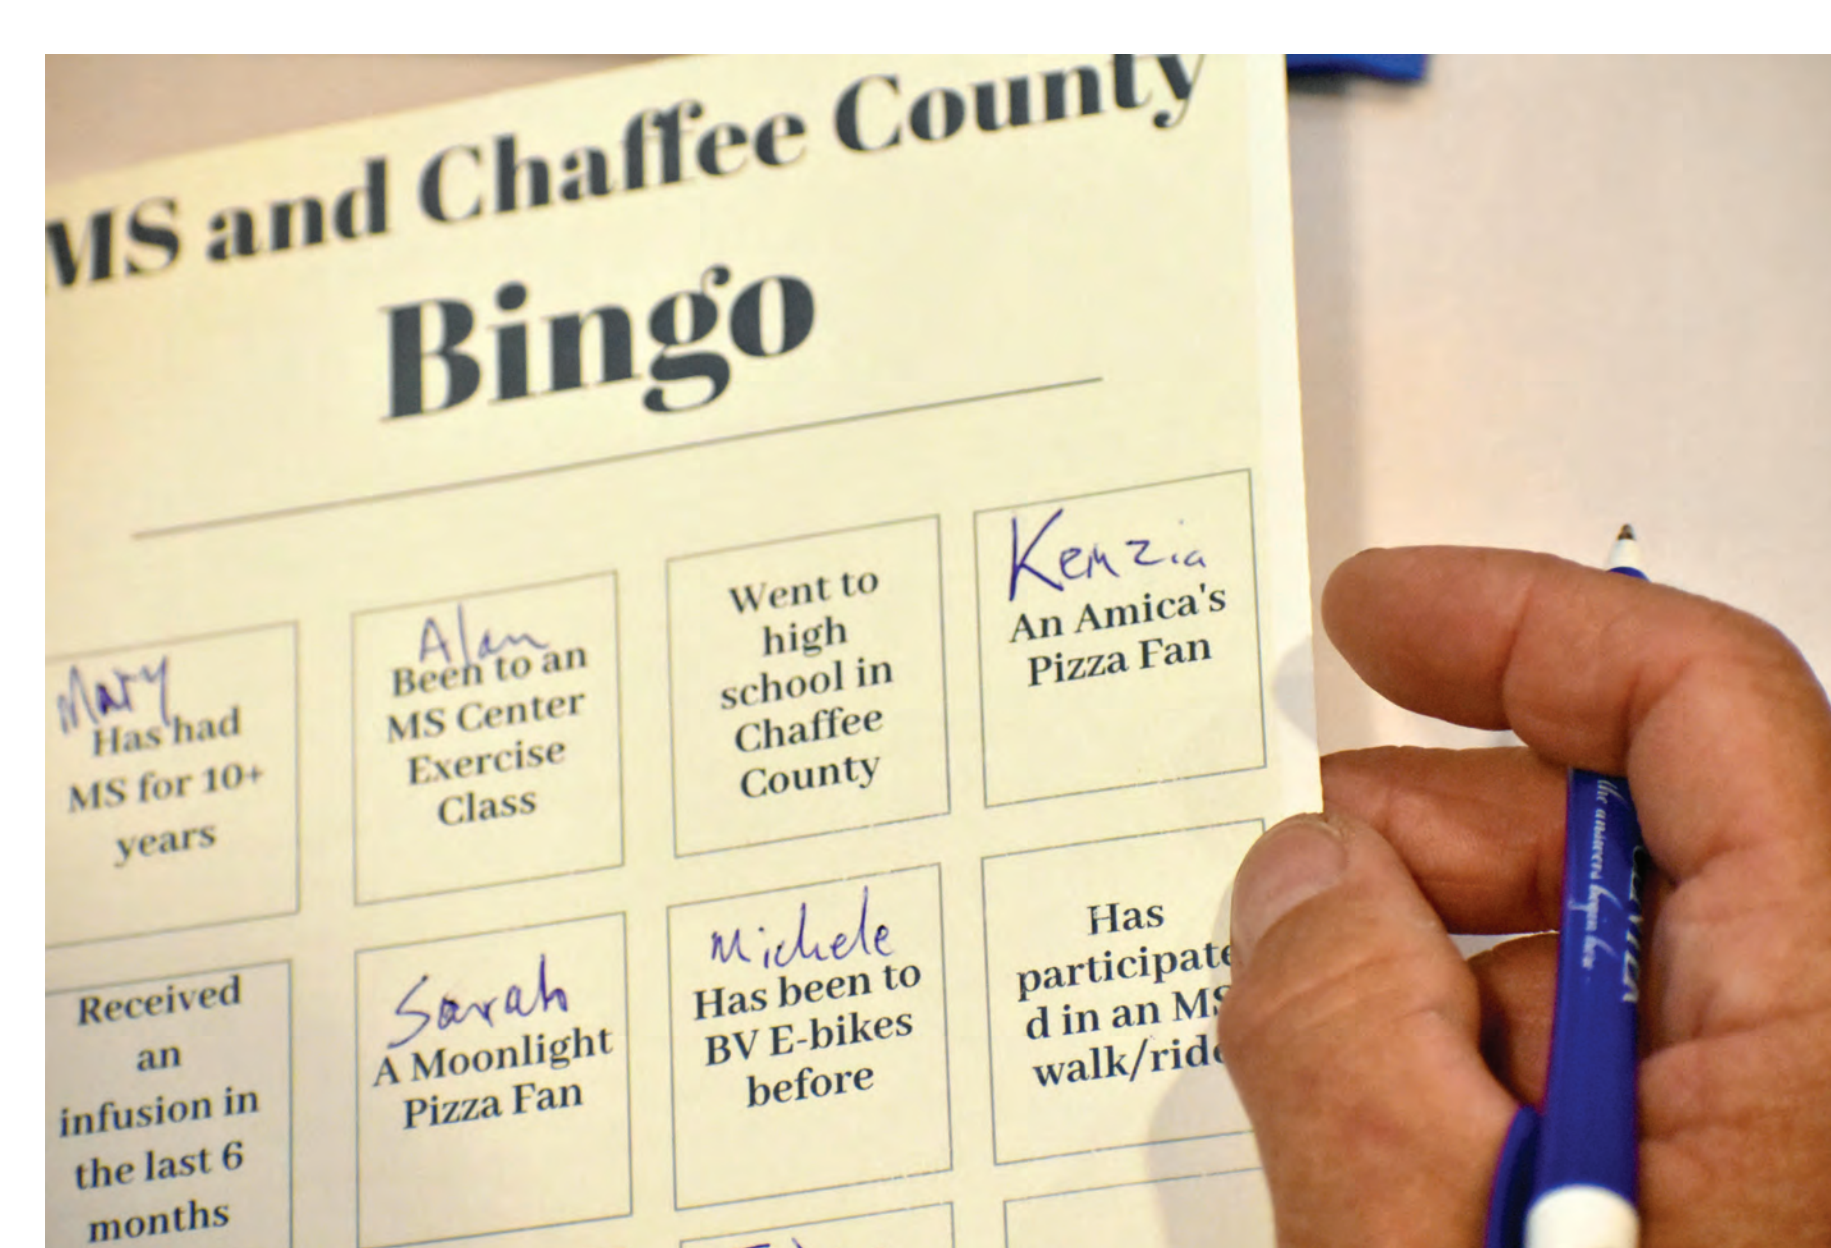 MS and Chaffee County
Bingo
Mary
Has had
MS for 10+
years
Alan
Been to an
MS Center
Exercise
Class
Went to
high
school in
Chaffee
County
Kenzia
An Amica's
Pizza Fan
Received
an
infusion in
the last 6
months
Sarah
A Moonlight
Pizza Fan
Michele
Has been to
BV E-bikes
before
Has
participate
d in an MS
walk/ride